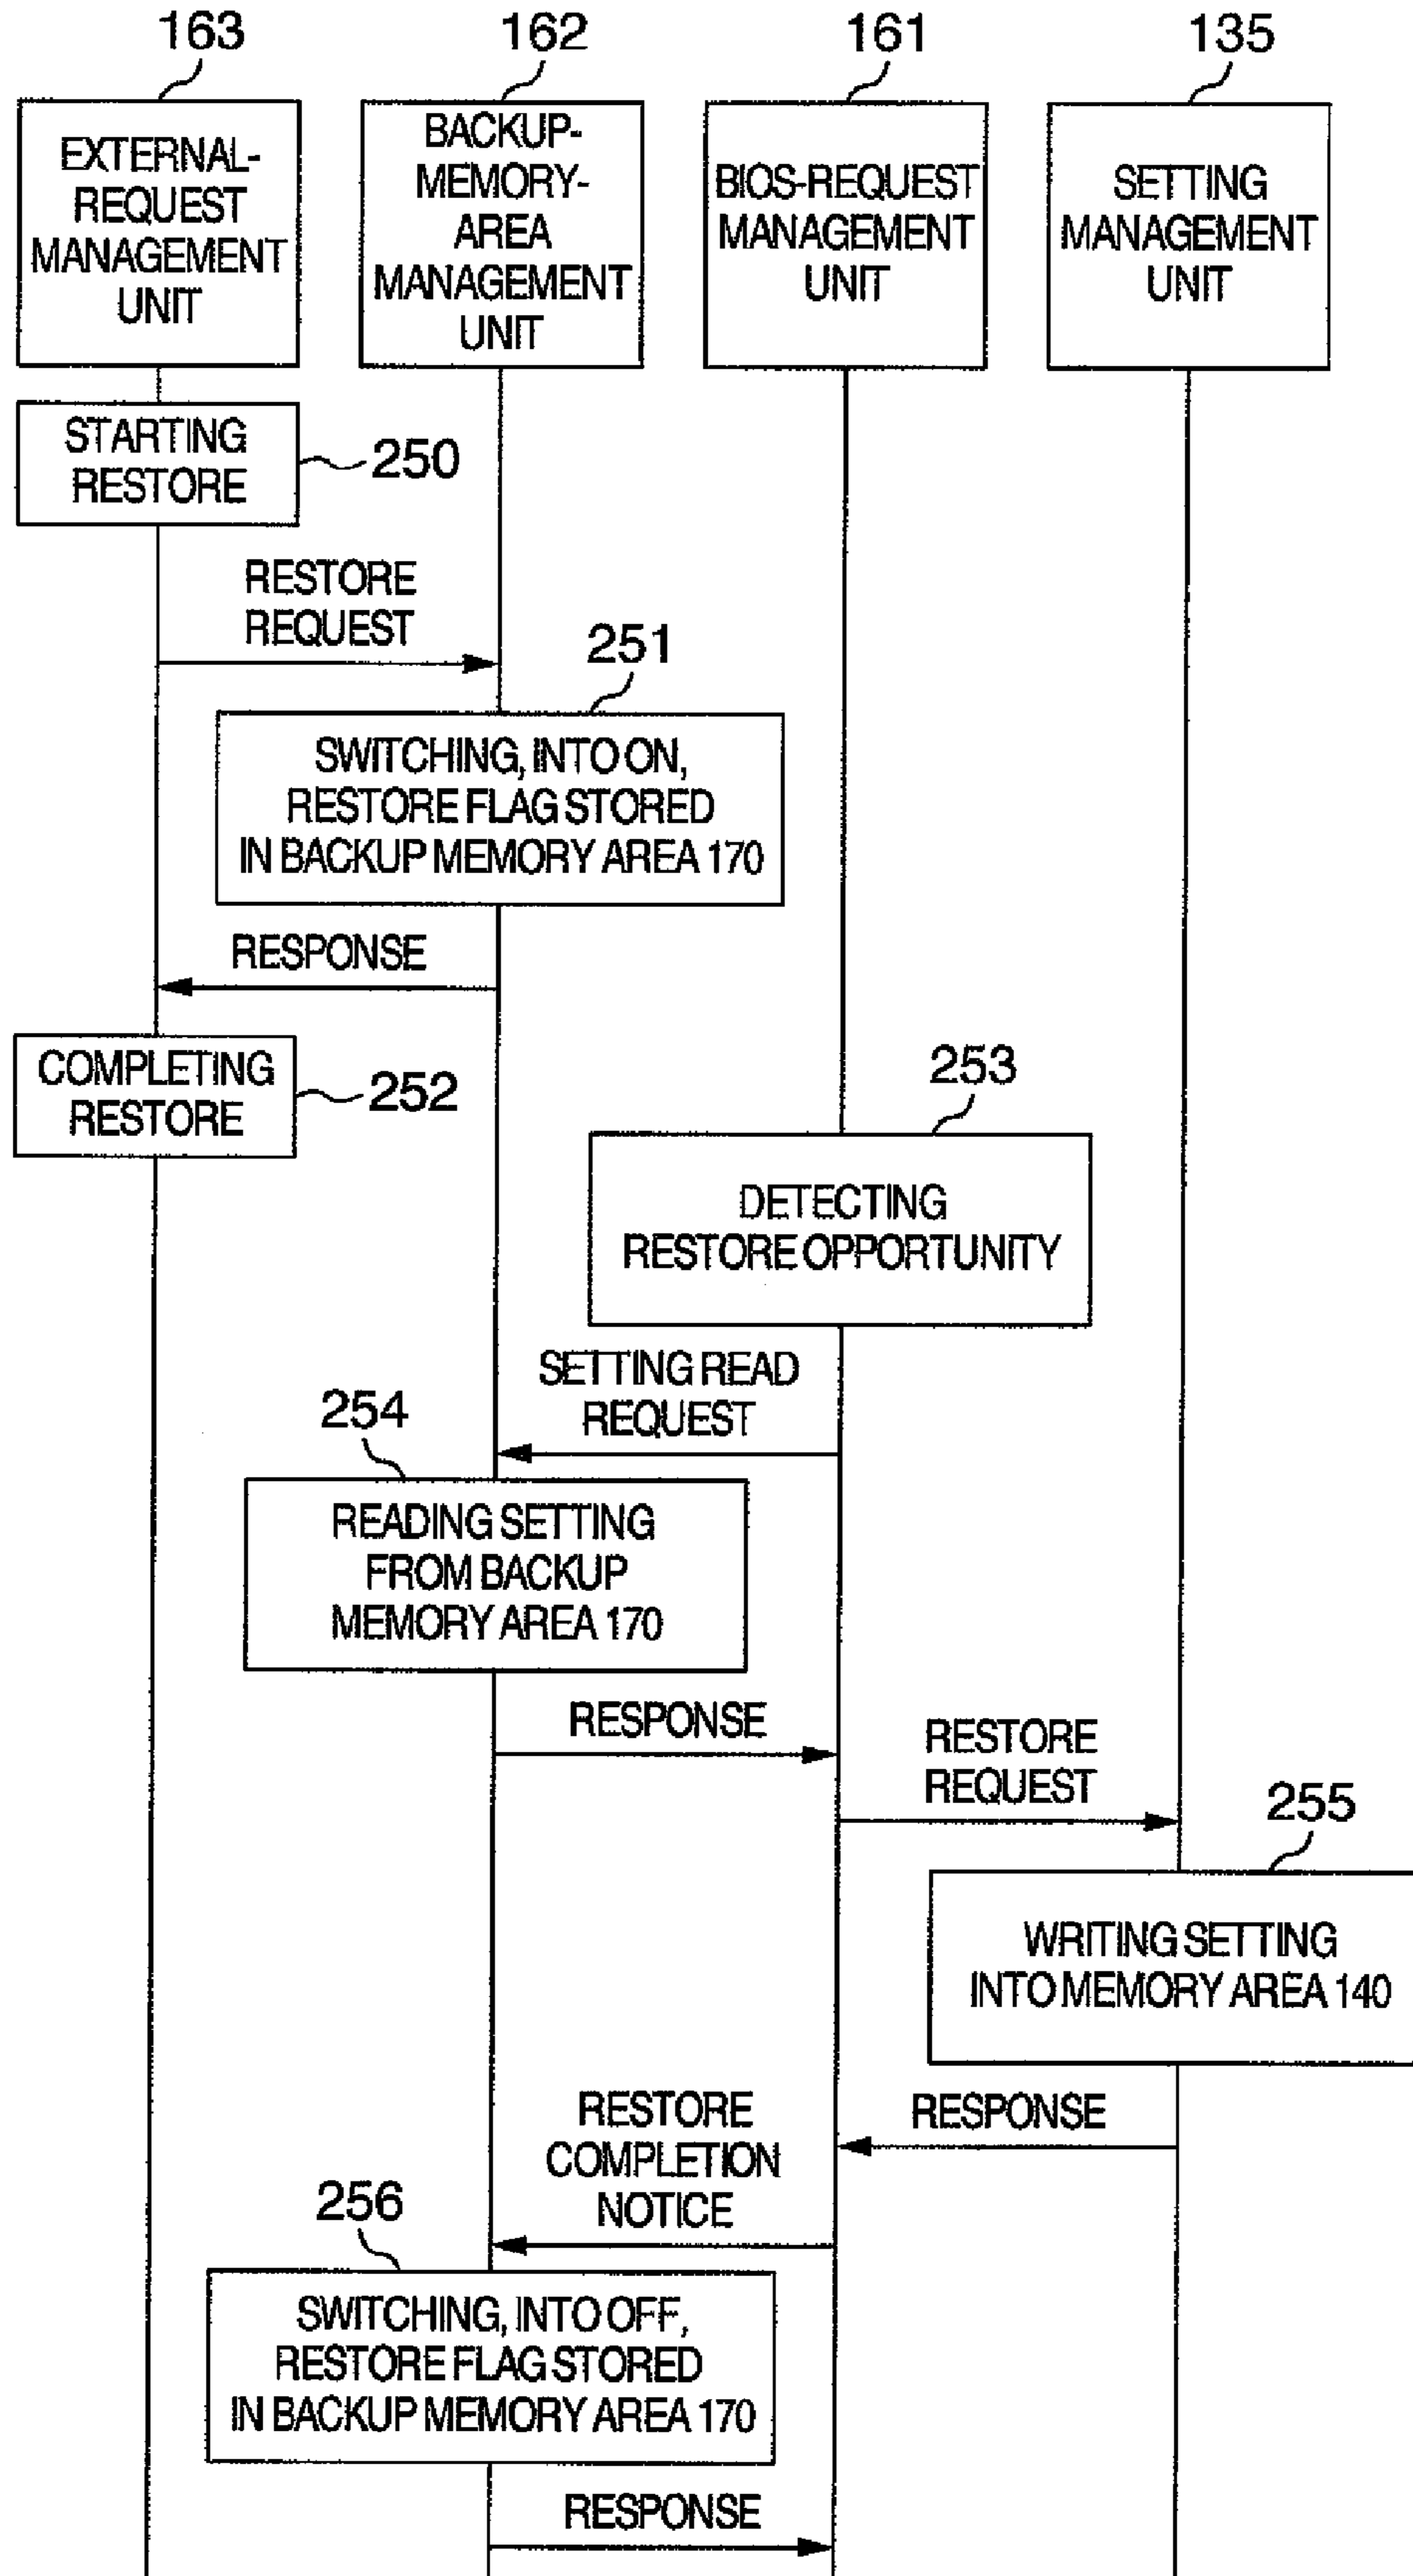 163
162
161
135
EXTERNAL-
REQUEST
MANAGEMENT
UNIT
BACKUP-
MEMORY-
AREA
MANAGEMENT
UNIT
BIOS-REQUEST
MANAGEMENT
UNIT
SETTING
MANAGEMENT
UNIT
STARTING
RESTORE
250
RESTORE
REQUEST
251
SWITCHING, INTO ON,
RESTORE FLAG STORED
IN BACKUP MEMORY AREA 170
RESPONSE
COMPLETING
RESTORE
252
253
DETECTING
RESTORE OPPORTUNITY
SETTING READ
REQUEST
254
READING SETTING
FROM BACKUP
MEMORY AREA 170
RESPONSE
RESTORE
REQUEST
255
WRITING SETTING
INTO MEMORY AREA 140
RESPONSE
RESTORE
COMPLETION
NOTICE
256
SWITCHING, INTO OFF,
RESTORE FLAG STORED
IN BACKUP MEMORY AREA 170
RESPONSE